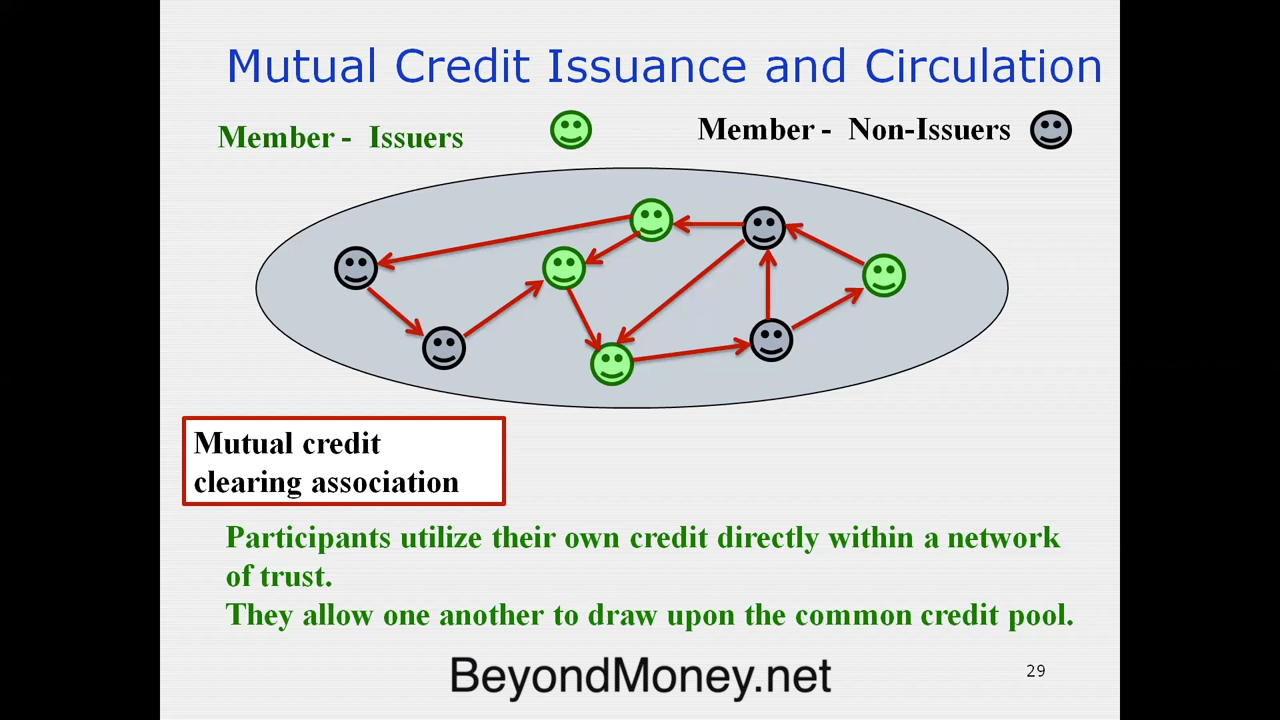 Mutual Credit Issuance and Circulation
Member -  Issuers
Member -  Non-Issuers
Mutual credit
clearing association
Participants utilize their own credit directly within a network
of trust.
They allow one another to draw upon the common credit pool.
BeyondMoney.net
29